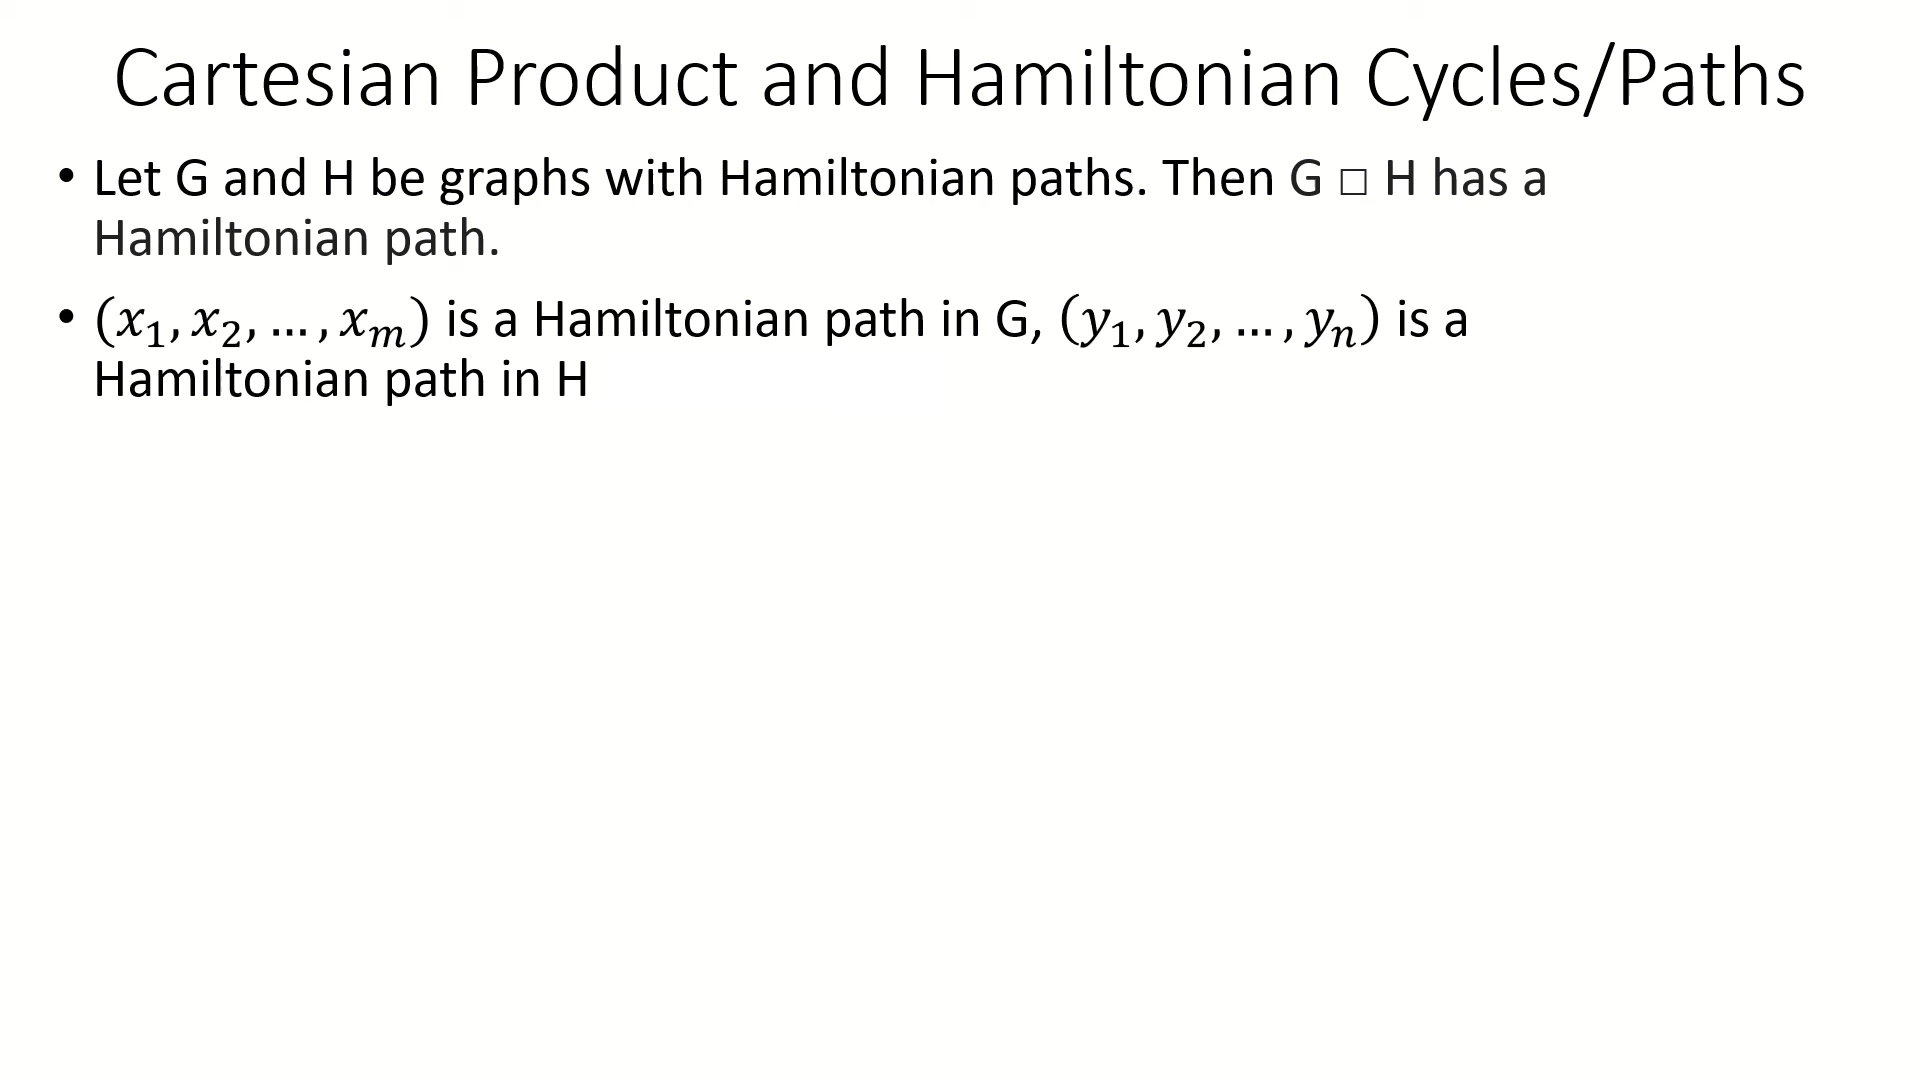 Cartesian Product and Hamiltonian Cycles/Paths
• Let G and H be graphs with Hamiltonian paths. Then G □ H has a
Hamiltonian path.
• (x₁, x₂, … , xₘ) is a Hamiltonian path in G, (y₁, y₂, … , yₙ) is a
Hamiltonian path in H